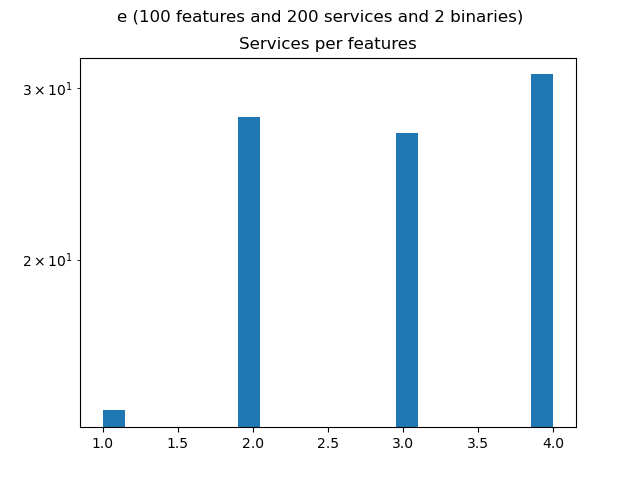 e (100 features and 200 services and 2 binaries)
Services per features
3 × 10¹
2 × 10¹
1.0 1.5 2.0 2.5 3.0 3.5 4.0